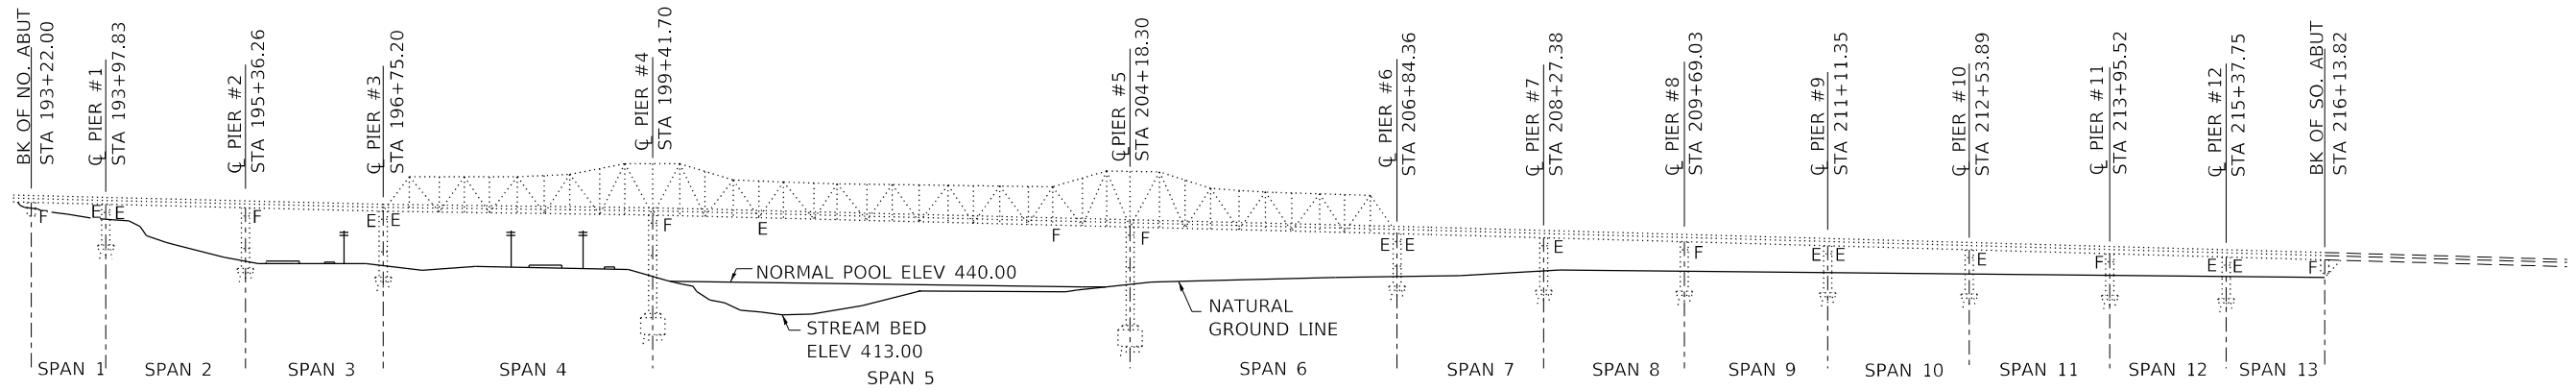 BK OF NO. ABUT
STA 193+22.00
℄ PIER #1
STA 193+97.83
℄ PIER #2
STA 195+36.26
℄ PIER #3
STA 196+75.20
℄ PIER #4
STA 199+41.70
℄ PIER #5
STA 204+18.30
℄ PIER #6
STA 206+84.36
℄ PIER #7
STA 208+27.38
℄ PIER #8
STA 209+69.03
℄ PIER #9
STA 211+11.35
℄ PIER #10
STA 212+53.89
℄ PIER #11
STA 213+95.52
℄ PIER #12
STA 215+37.75
BK OF SO. ABUT
STA 216+13.82
F E E F E E F E F F E E E F E E E F E E F
NORMAL POOL ELEV 440.00
STREAM BED
ELEV 413.00
NATURAL
GROUND LINE
SPAN 1 SPAN 2 SPAN 3 SPAN 4 SPAN 5 SPAN 6 SPAN 7 SPAN 8 SPAN 9 SPAN 10 SPAN 11 SPAN 12 SPAN 13